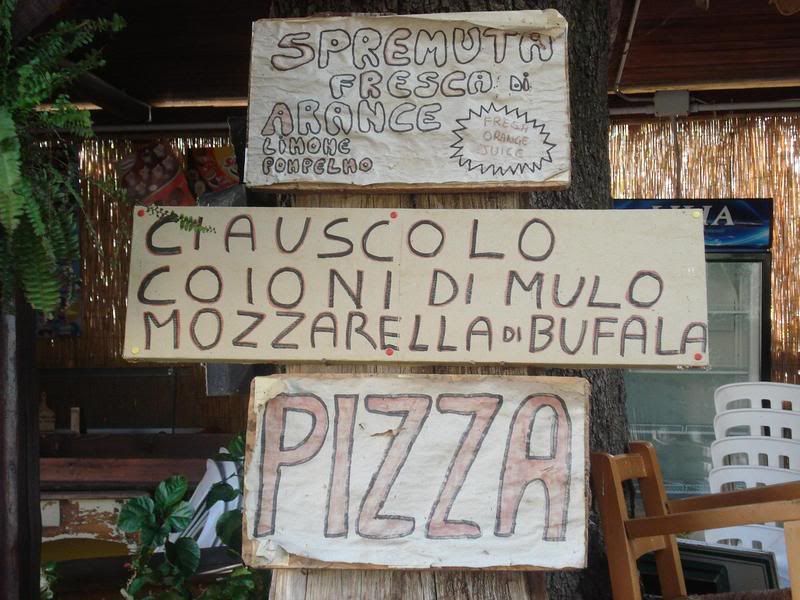 SPREMUTA
FRESCA Di
ARANCE
LIMONE
POMPELMO
FRESH
ORANGE
JUICE
CIAUSCOLO
COIONI DI MULO
MOZZARELLA DI BUFALA
PIZZA